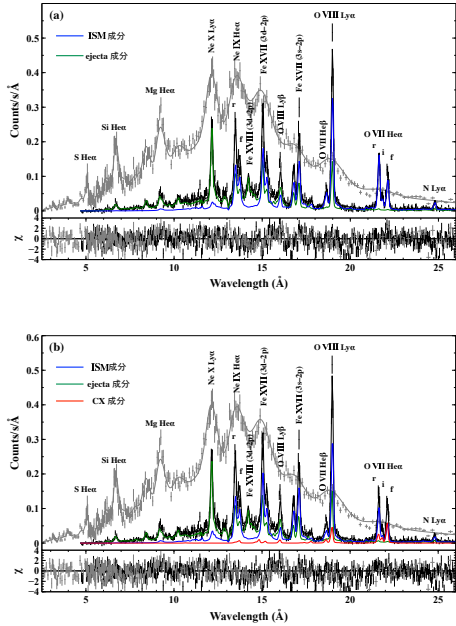 (a)
ISM 成分
ejecta 成分
S Heα
Si Heα
Mg Heα
Ne X Lyα
Ne IX Heα
r
f
Fe XVIII (3d-2p)
Fe XVII (3d-2p)
O VIII Lyβ
Fe XVII (3s-2p)
O VII Heβ
O VIII Lyα
O VII Heα
r i f
N Lyα
Counts/s/Å
0.5
0.4
0.3
0.2
0.1
0
χ
4
2
0
−2
−4
5 10 15 20 25
Wavelength (Å)
(b)
ISM成分
ejecta 成分
CX 成分
S Heα
Si Heα
Mg Heα
Ne X Lyα
Ne IX Heα
r
f
Fe XVIII (3d-2p)
Fe XVII (3d-2p)
O VIII Lyβ
Fe XVII (3s-2p)
O VII Heβ
O VIII Lyα
O VII Heα
r i f
N Lyα
Counts/s/Å
0.6
0.5
0.4
0.3
0.2
0.1
0
χ
4
2
0
−2
−4
5 10 15 20 25
Wavelength (Å)